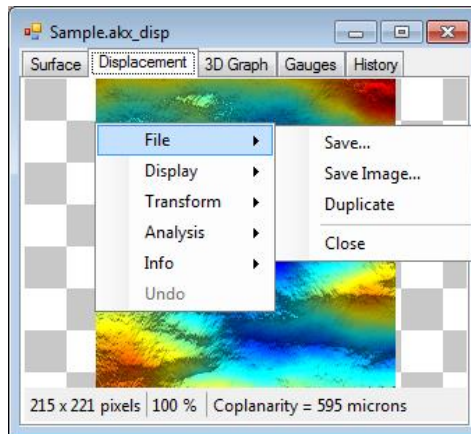 Sample.akx_disp
Surface Displacement 3D Graph Gauges History
File
Display
Transform
Analysis
Info
Undo
Save...
Save Image...
Duplicate
Close
215 x 221 pixels 100 % Coplanarity = 595 microns